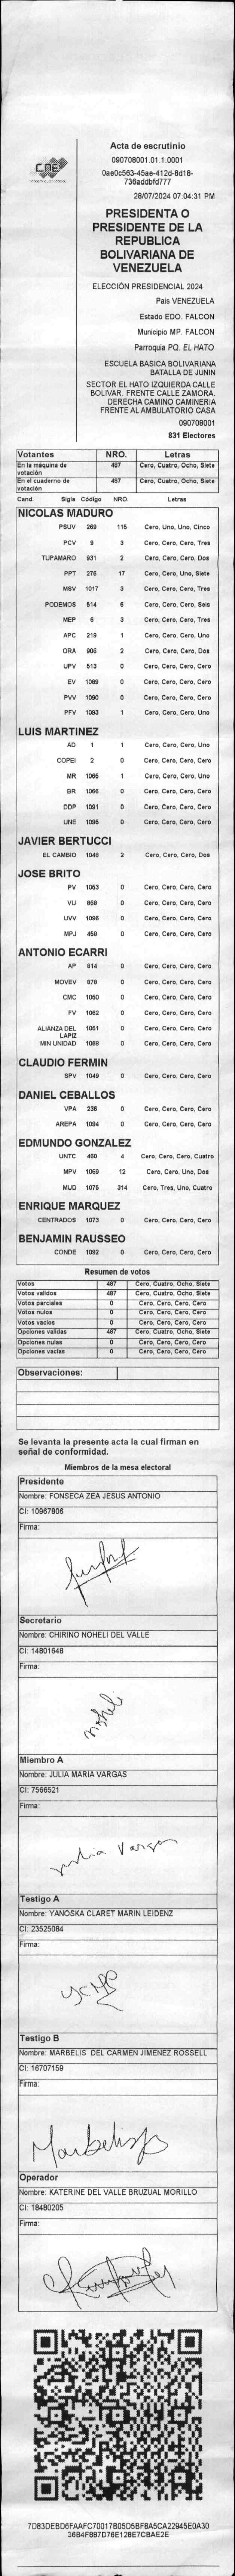 CNE
Acta de escrutinio
090708001.01.1.0001
0ae0c563-45ae-412d-8d18-
736addbfd777
28/07/2024 07:04:31 PM
PRESIDENTA O
PRESIDENTE DE LA
REPUBLICA
BOLIVARIANA DE
VENEZUELA
ELECCIÓN PRESIDENCIAL 2024
Pais VENEZUELA
Estado EDO. FALCON
Municipio MP. FALCON
Parroquia PQ. EL HATO
ESCUELA BASICA BOLIVARIANA
BATALLA DE JUNIN
SECTOR EL HATO IZQUIERDA CALLE
BOLIVAR. FRENTE CALLE ZAMORA.
DERECHA CAMINO CAMINERIA
FRENTE AL AMBULATORIO CASA
090708001
831 Electores
Votantes NRO. Letras
En la máquina de votación 487 Cero, Cuatro, Ocho, Siete
En el cuaderno de votación 487 Cero, Cuatro, Ocho, Siete
Cand. Sigla Código NRO. Letras
NICOLAS MADURO
PSUV 269 115 Cero, Uno, Uno, Cinco
PCV 9 3 Cero, Cero, Cero, Tres
TUPAMARO 931 2 Cero, Cero, Cero, Dos
PPT 276 17 Cero, Cero, Uno, Siete
MSV 1017 3 Cero, Cero, Cero, Tres
PODEMOS 514 6 Cero, Cero, Cero, Seis
MEP 6 3 Cero, Cero, Cero, Tres
APC 219 1 Cero, Cero, Cero, Uno
ORA 906 2 Cero, Cero, Cero, Dos
UPV 513 0 Cero, Cero, Cero, Cero
EV 1089 0 Cero, Cero, Cero, Cero
PVV 1090 0 Cero, Cero, Cero, Cero
PFV 1093 1 Cero, Cero, Cero, Uno
LUIS MARTINEZ
AD 1 1 Cero, Cero, Cero, Uno
COPEI 2 0 Cero, Cero, Cero, Cero
MR 1065 1 Cero, Cero, Cero, Uno
BR 1066 0 Cero, Cero, Cero, Cero
DDP 1091 0 Cero, Cero, Cero, Cero
UNE 1095 0 Cero, Cero, Cero, Cero
JAVIER BERTUCCI
EL CAMBIO 1048 2 Cero, Cero, Cero, Dos
JOSE BRITO
PV 1053 0 Cero, Cero, Cero, Cero
VU 868 0 Cero, Cero, Cero, Cero
UVV 1096 0 Cero, Cero, Cero, Cero
MPJ 459 0 Cero, Cero, Cero, Cero
ANTONIO ECARRI
AP 914 0 Cero, Cero, Cero, Cero
MOVEV 978 0 Cero, Cero, Cero, Cero
CMC 1050 0 Cero, Cero, Cero, Cero
FV 1062 0 Cero, Cero, Cero, Cero
ALIANZA DEL LAPIZ 1051 0 Cero, Cero, Cero, Cero
MIN UNIDAD 1068 0 Cero, Cero, Cero, Cero
CLAUDIO FERMIN
SPV 1049 0 Cero, Cero, Cero, Cero
DANIEL CEBALLOS
VPA 236 0 Cero, Cero, Cero, Cero
AREPA 1094 0 Cero, Cero, Cero, Cero
EDMUNDO GONZALEZ
UNTC 460 4 Cero, Cero, Cero, Cuatro
MPV 1069 12 Cero, Cero, Uno, Dos
MUD 1075 314 Cero, Tres, Uno, Cuatro
ENRIQUE MARQUEZ
CENTRADOS 1073 0 Cero, Cero, Cero, Cero
BENJAMIN RAUSSEO
CONDE 1092 0 Cero, Cero, Cero, Cero
Resumen de votos
Votos 487 Cero, Cuatro, Ocho, Siete
Votos validos 487 Cero, Cuatro, Ocho, Siete
Votos parciales 0 Cero, Cero, Cero, Cero
Votos nulos 0 Cero, Cero, Cero, Cero
Votos vacios 0 Cero, Cero, Cero, Cero
Opciones validas 487 Cero, Cuatro, Ocho, Siete
Opciones nulas 0 Cero, Cero, Cero, Cero
Opciones vacias 0 Cero, Cero, Cero, Cero
Observaciones:
Se levanta la presente acta la cual firman en
señal de conformidad.
Miembros de la mesa electoral
Presidente
Nombre: FONSECA ZEA JESUS ANTONIO
CI: 10967806
Firma:
Secretario
Nombre: CHIRINO NOHELI DEL VALLE
CI: 14801648
Firma:
noheli
Miembro A
Nombre: JULIA MARIA VARGAS
CI: 7566521
Firma:
Julia Vargas
Testigo A
Nombre: YANOSKA CLARET MARIN LEIDENZ
CI: 23525084
Firma:
Testigo B
Nombre: MARBELIS DEL CARMEN JIMENEZ ROSSELL
CI: 16707159
Firma:
Marbelis
Operador
Nombre: KATERINE DEL VALLE BRUZUAL MORILLO
CI: 18480205
Firma:
7D83DEBD6FAAFC70017B05D5BF8A5CA22945E0A30
36B4F887D76E128E7CBAE2E